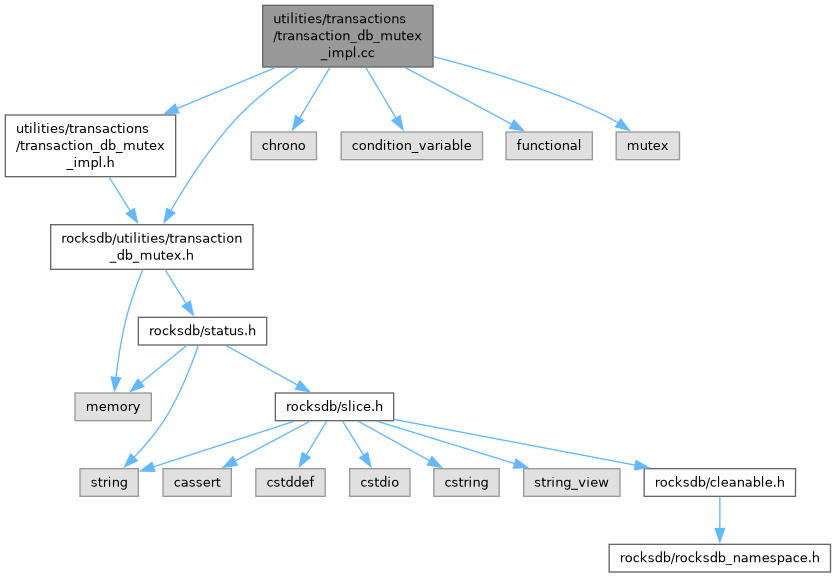 utilities/transactions
/transaction_db_mutex
_impl.cc
utilities/transactions
/transaction_db_mutex
_impl.h
chrono
condition_variable
functional
mutex
rocksdb/utilities/transaction
_db_mutex.h
rocksdb/status.h
memory
rocksdb/slice.h
string
cassert
cstddef
cstdio
cstring
string_view
rocksdb/cleanable.h
rocksdb/rocksdb_namespace.h